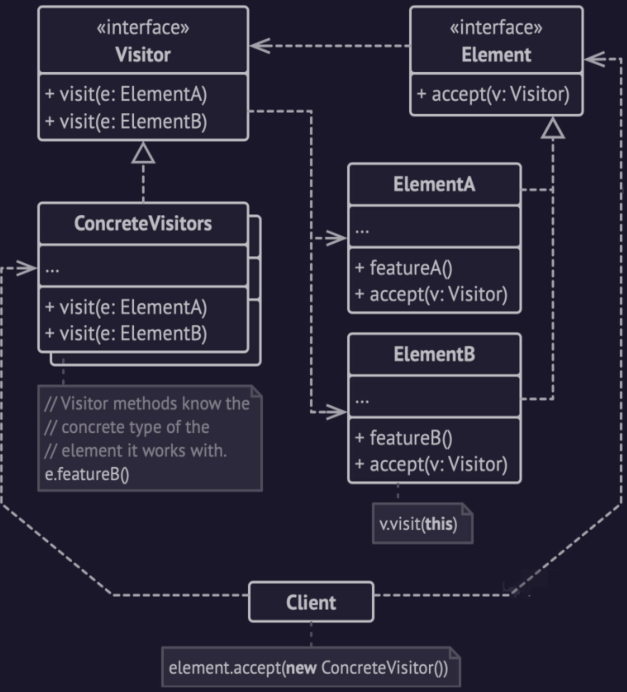 «interface»
Visitor
+ visit(e: ElementA)
+ visit(e: ElementB)
«interface»
Element
+ accept(v: Visitor)
ConcreteVisitors
...
+ visit(e: ElementA)
+ visit(e: ElementB)
// Visitor methods know the
// concrete type of the
// element it works with.
e.featureB()
ElementA
...
+ featureA()
+ accept(v: Visitor)
ElementB
...
+ featureB()
+ accept(v: Visitor)
v.visit(this)
Client
element.accept(new ConcreteVisitor())